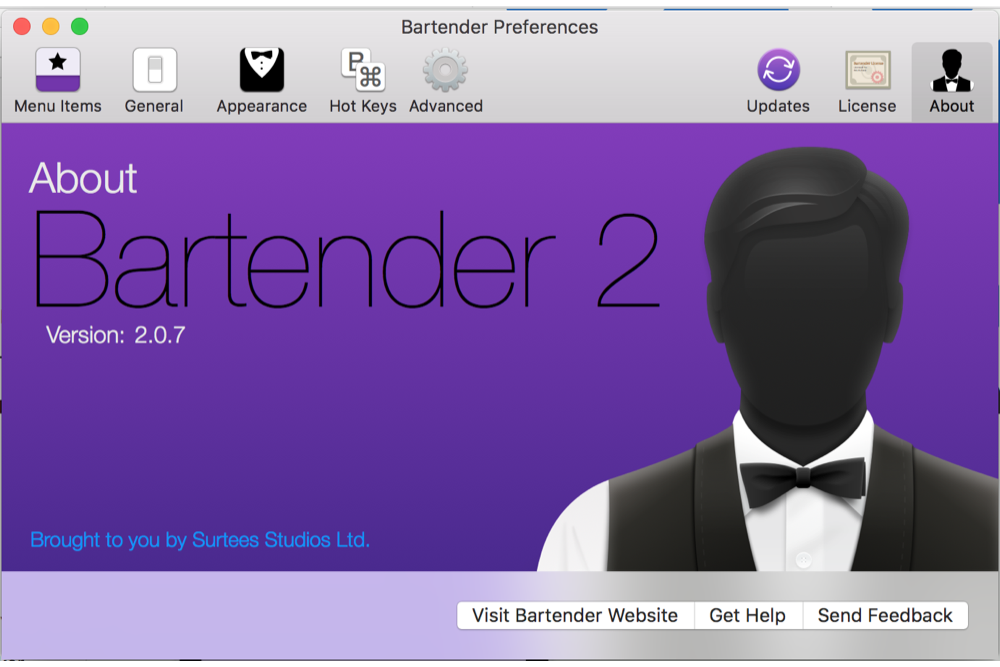 Bartender Preferences
Menu Items General Appearance Hot Keys Advanced Updates License About
About
Bartender 2
Version: 2.0.7
Brought to you by Surtees Studios Ltd.
Visit Bartender Website Get Help Send Feedback